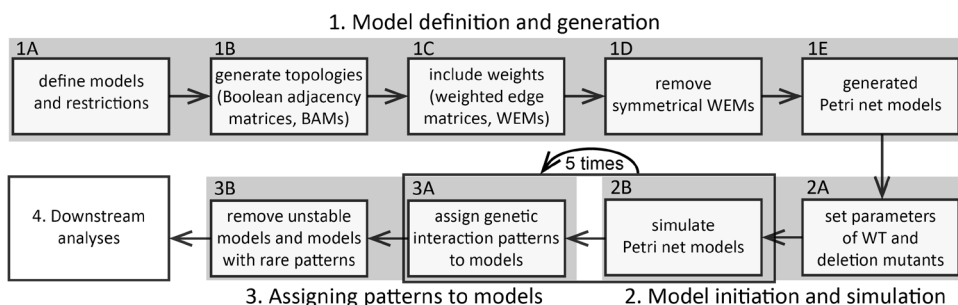 1. Model definition and generation
1A
define models
and restrictions
1B
generate topologies
(Boolean adjacency
matrices, BAMs)
1C
include weights
(weighted edge
matrices, WEMs)
1D
remove
symmetrical WEMs
1E
generated
Petri net models
5 times
2A
set parameters
of WT and
deletion mutants
2B
simulate
Petri net models
3A
assign genetic
interaction patterns
to models
3B
remove unstable
models and models
with rare patterns
4. Downstream
analyses
3. Assigning patterns to models
2. Model initiation and simulation